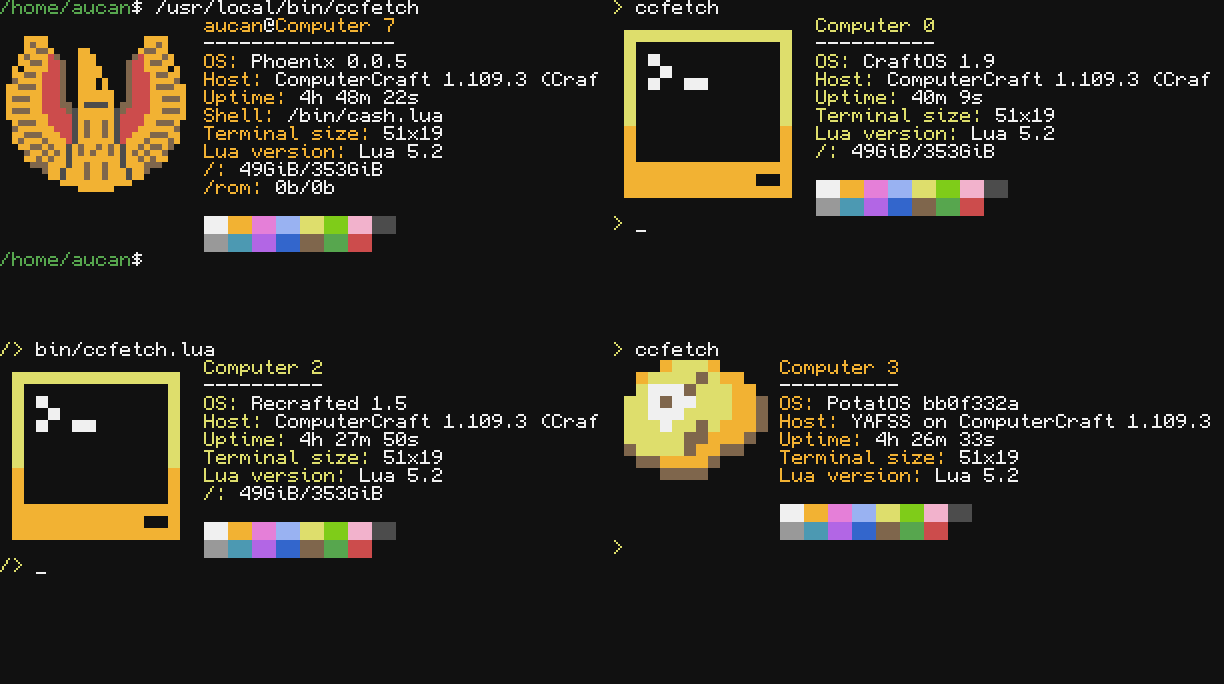 /home/aucan$ /usr/local/bin/ccfetch
aucan@Computer 7
----------------
OS: Phoenix 0.0.5
Host: ComputerCraft 1.109.3 (Craf
Uptime: 4h 48m 22s
Shell: /bin/cash.lua
Terminal size: 51x19
Lua version: Lua 5.2
/: 49GiB/353GiB
/rom: 0b/0b
/home/aucan$
> ccfetch
Computer 0
----------
OS: CraftOS 1.9
Host: ComputerCraft 1.109.3 (Craf
Uptime: 40m 9s
Terminal size: 51x19
Lua version: Lua 5.2
/: 49GiB/353GiB
> _
/> bin/ccfetch.lua
Computer 2
----------
OS: Recrafted 1.5
Host: ComputerCraft 1.109.3 (Craf
Uptime: 4h 27m 50s
Terminal size: 51x19
Lua version: Lua 5.2
/: 49GiB/353GiB
/> _
> ccfetch
Computer 3
----------
OS: PotatOS bb0f332a
Host: YAFSS on ComputerCraft 1.109.3
Uptime: 4h 26m 33s
Terminal size: 51x19
Lua version: Lua 5.2
>